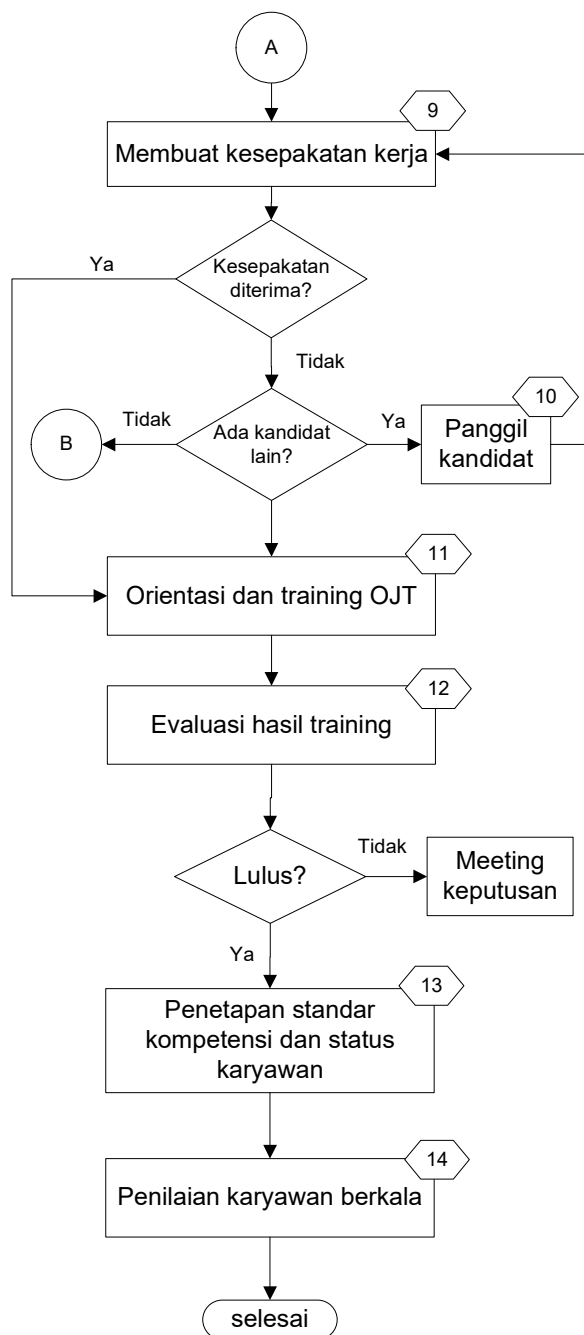 A
9
Membuat kesepakatan kerja
Ya
Kesepakatan
diterima?
Tidak
B
Tidak
Ada kandidat
lain?
Ya
10
Panggil
kandidat
11
Orientasi dan training OJT
12
Evaluasi hasil training
Lulus?
Tidak
Meeting
keputusan
Ya
13
Penetapan standar
kompetensi dan status
karyawan
14
Penilaian karyawan berkala
selesai